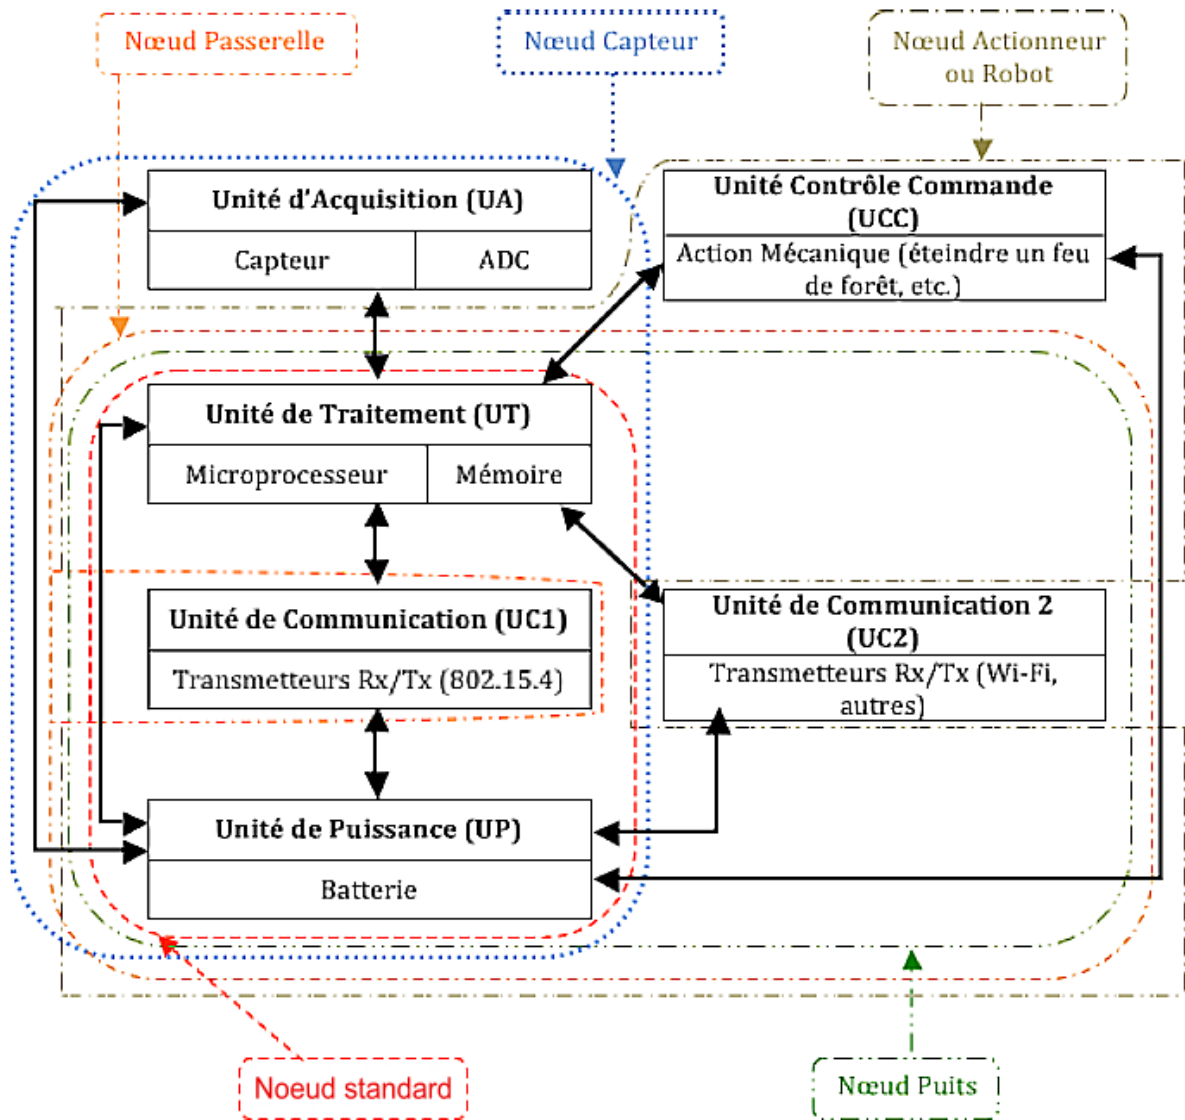 Nœud Passerelle
Nœud Capteur
Nœud Actionneur
ou Robot
Unité d'Acquisition (UA)
Capteur
ADC
Unité Contrôle Commande
(UCC)
Action Mécanique (éteindre un feu
de forêt, etc.)
Unité de Traitement (UT)
Microprocesseur
Mémoire
Unité de Communication (UC1)
Transmetteurs Rx/Tx (802.15.4)
Unité de Communication 2
(UC2)
Transmetteurs Rx/Tx (Wi-Fi,
autres)
Unité de Puissance (UP)
Batterie
Noeud standard
Nœud Puits